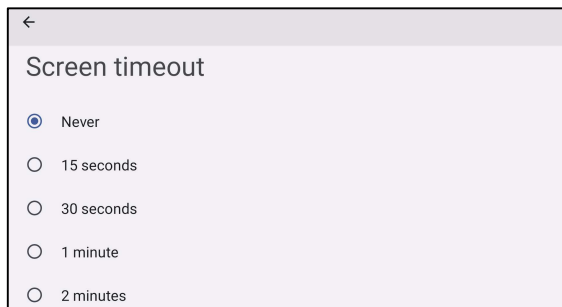 Screen timeout
Never
15 seconds
30 seconds
1 minute
2 minutes